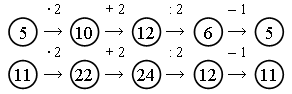 · 2 + 2 : 2 – 1
5 → 10 → 12 → 6 → 5
· 2 + 2 : 2 – 1
11 → 22 → 24 → 12 → 11